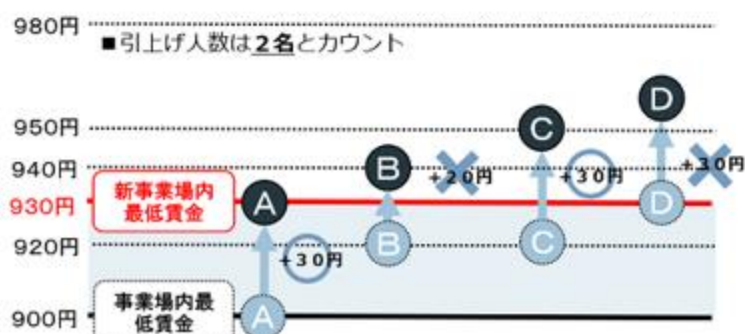 980円
■引上げ人数は2名とカウント
950円
940円
930円
920円
900円
新事業場内
最低賃金
事業場内最
低賃金
A
B
C
D
+30円
+20円
+30円
+30円
A
B
C
D